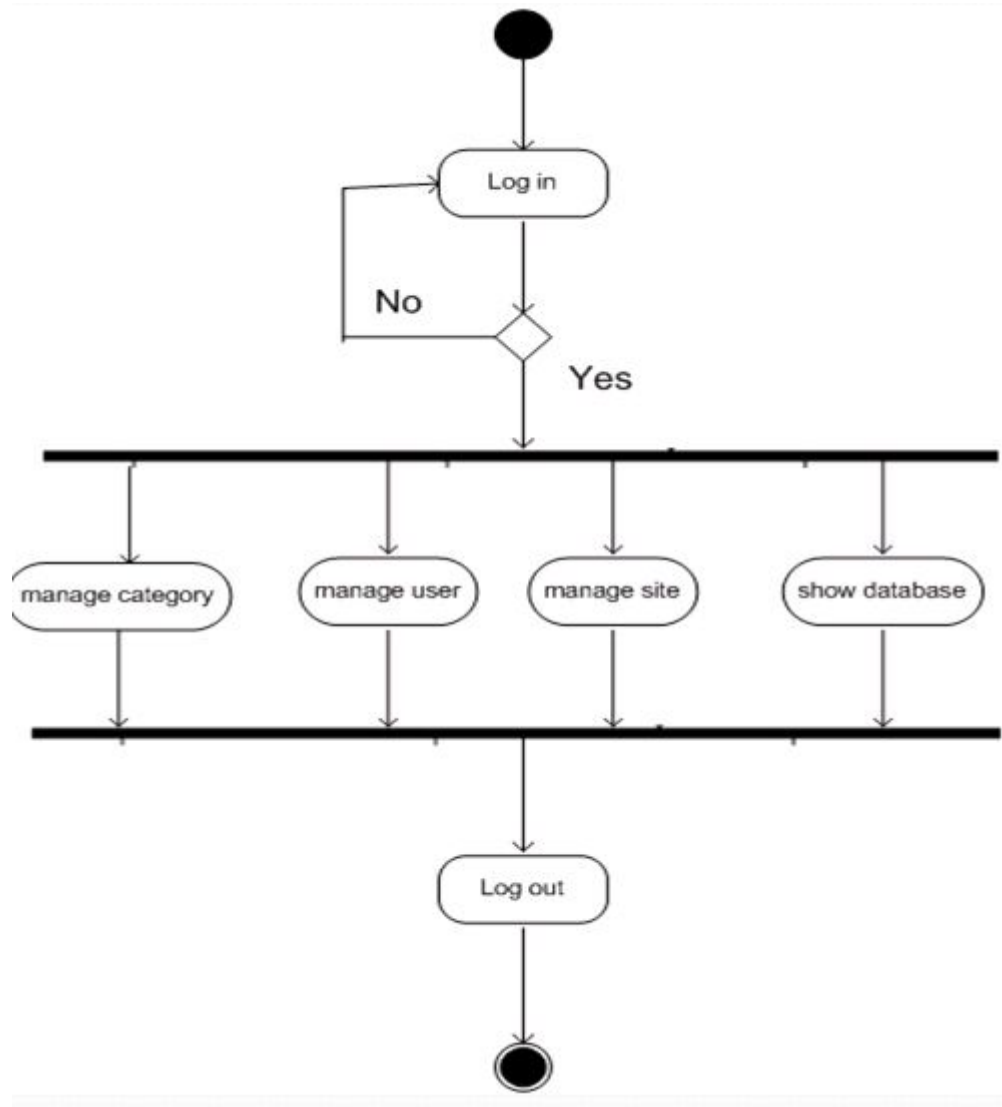 Log in
No
Yes
manage category
manage user
manage site
show database
Log out